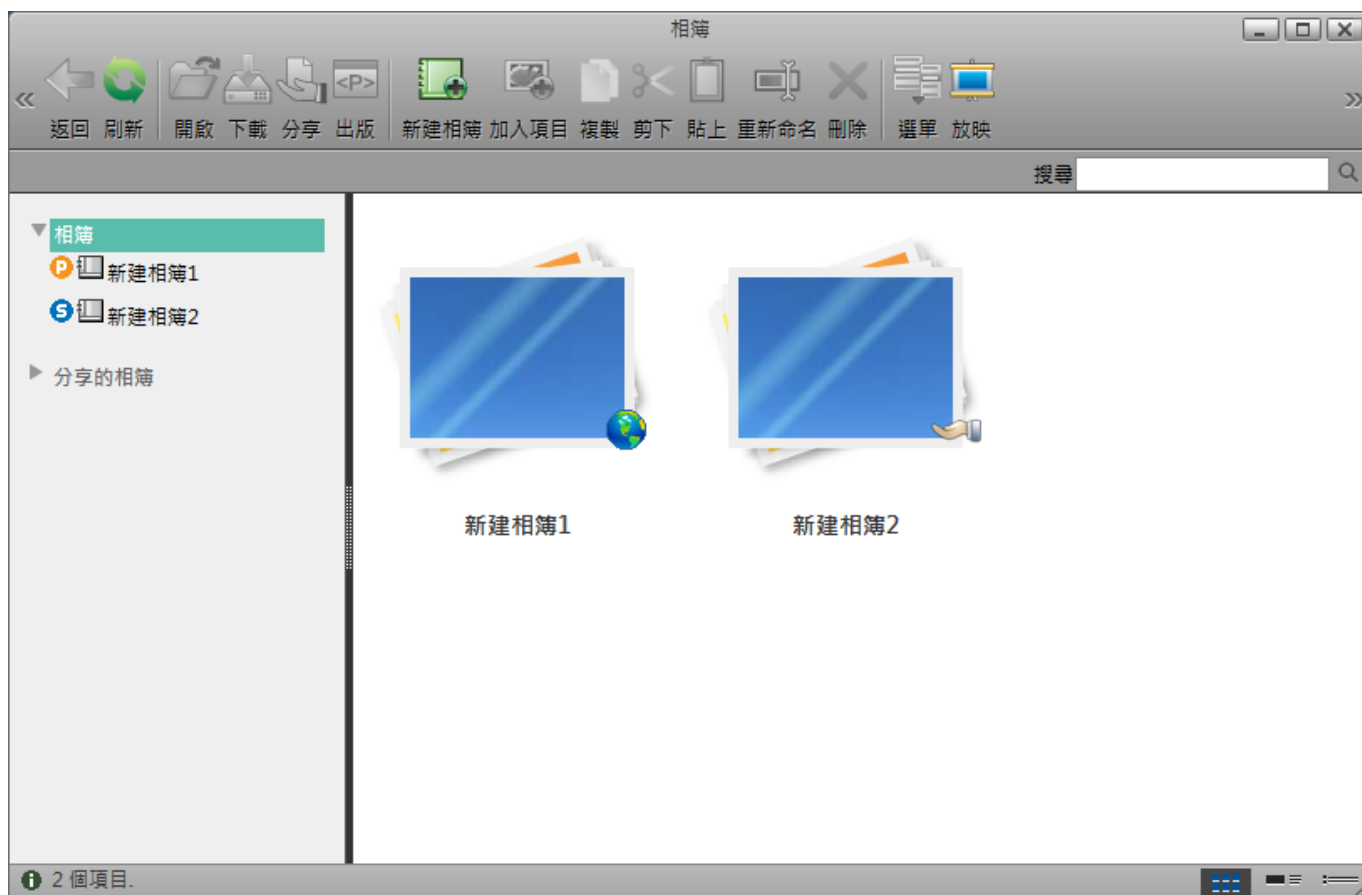 相簿
返回 刷新 開啟 下載 分享 <P> 出版 新建相簿 加入項目 複製 剪下 貼上 重新命名 刪除 選單 放映
搜尋
相簿
P 新建相簿1
S 新建相簿2
分享的相簿
新建相簿1 新建相簿2
2 個項目.